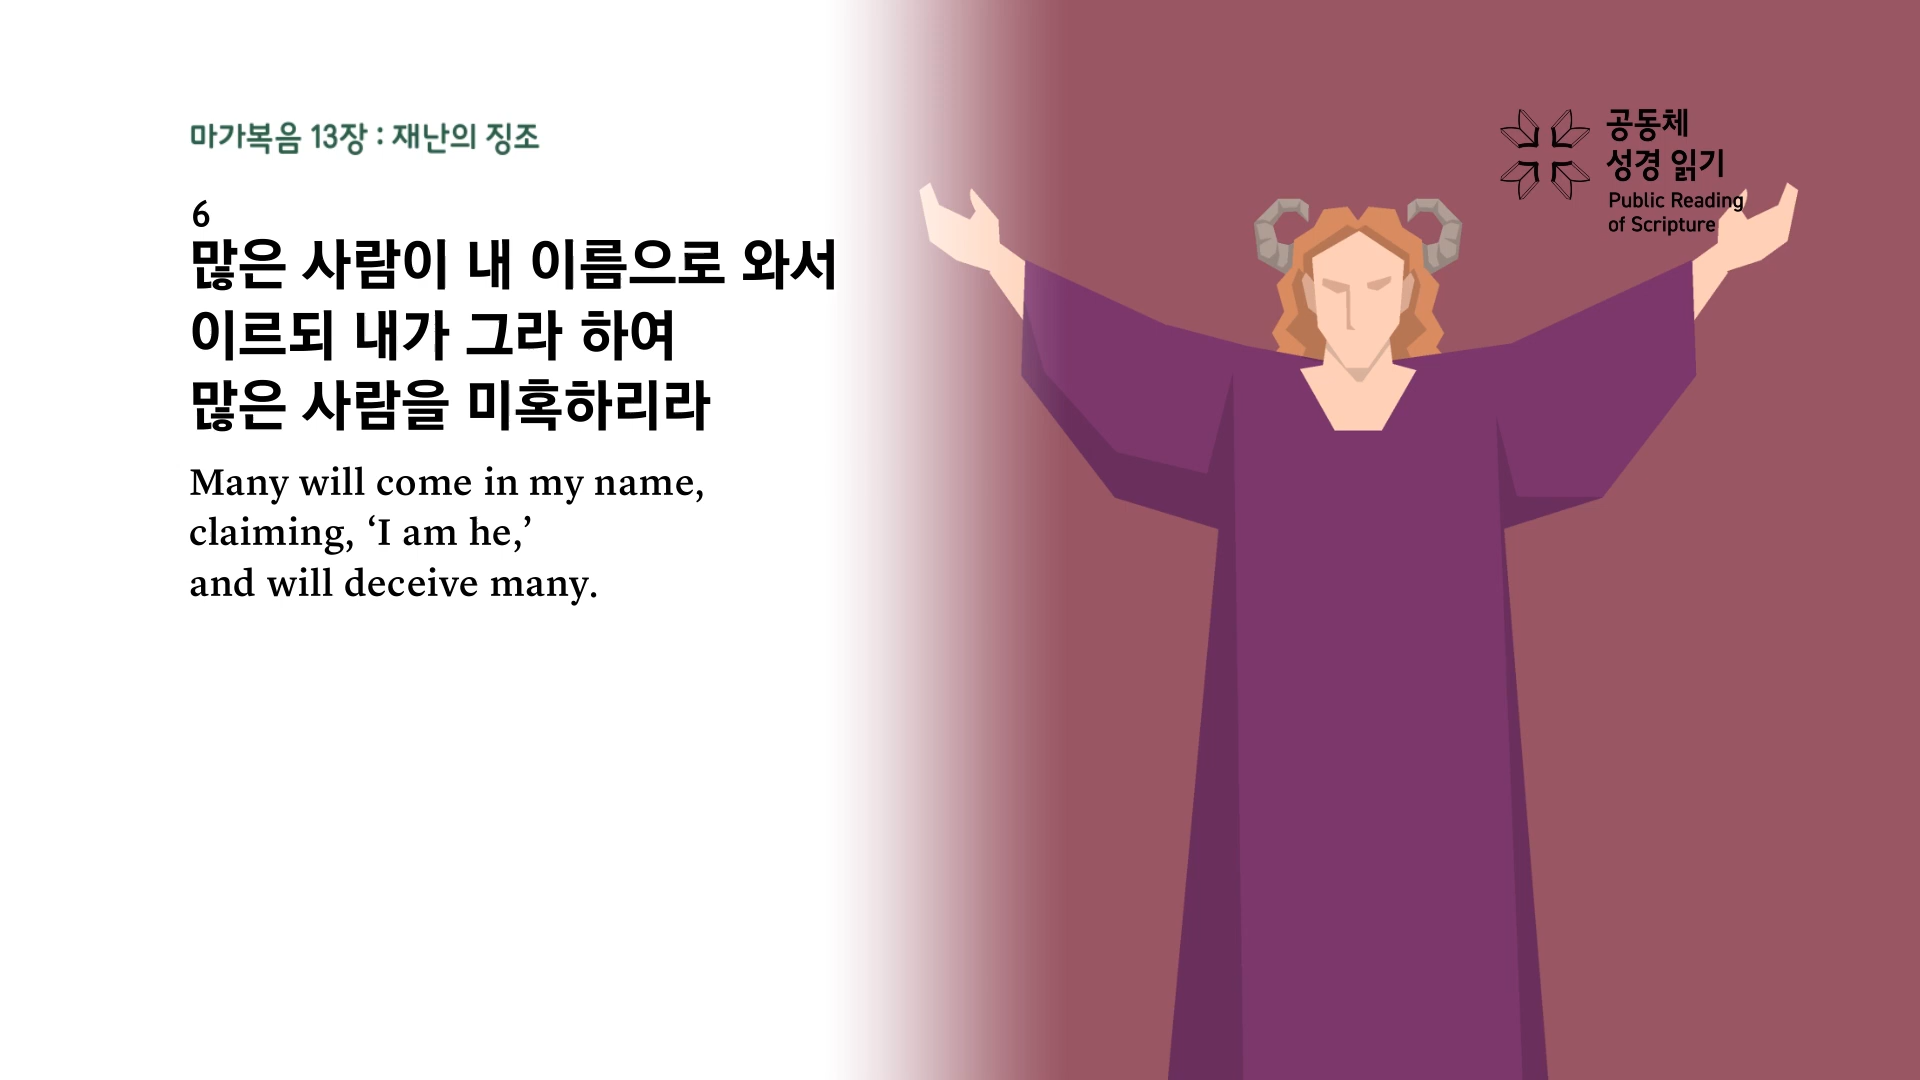 마가복음 13장 : 재난의 징조
6
많은 사람이 내 이름으로 와서
이르되 내가 그라 하여
많은 사람을 미혹하리라
Many will come in my name,
claiming, ‘I am he,’
and will deceive many.
공동체
성경 읽기
Public Reading
of Scripture